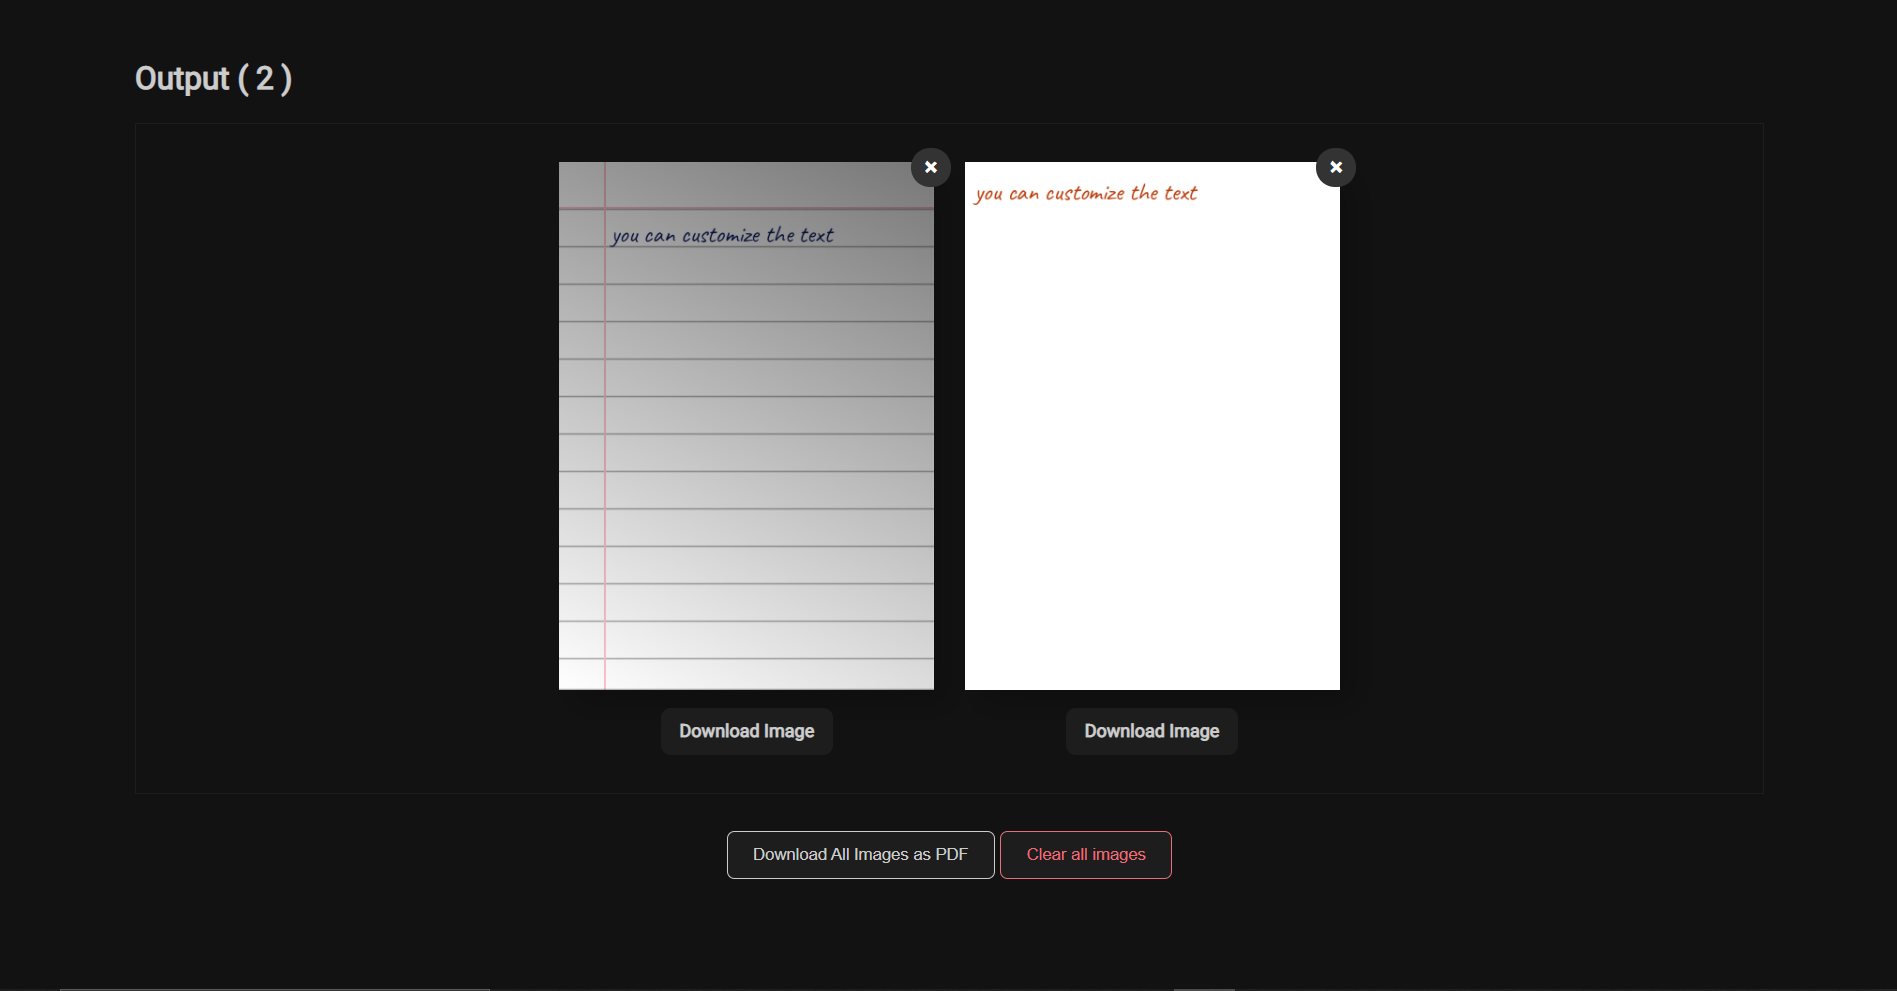 Output ( 2 )
you can customize the text
you can customize the text
Download Image
Download Image
Download All Images as PDF
Clear all images